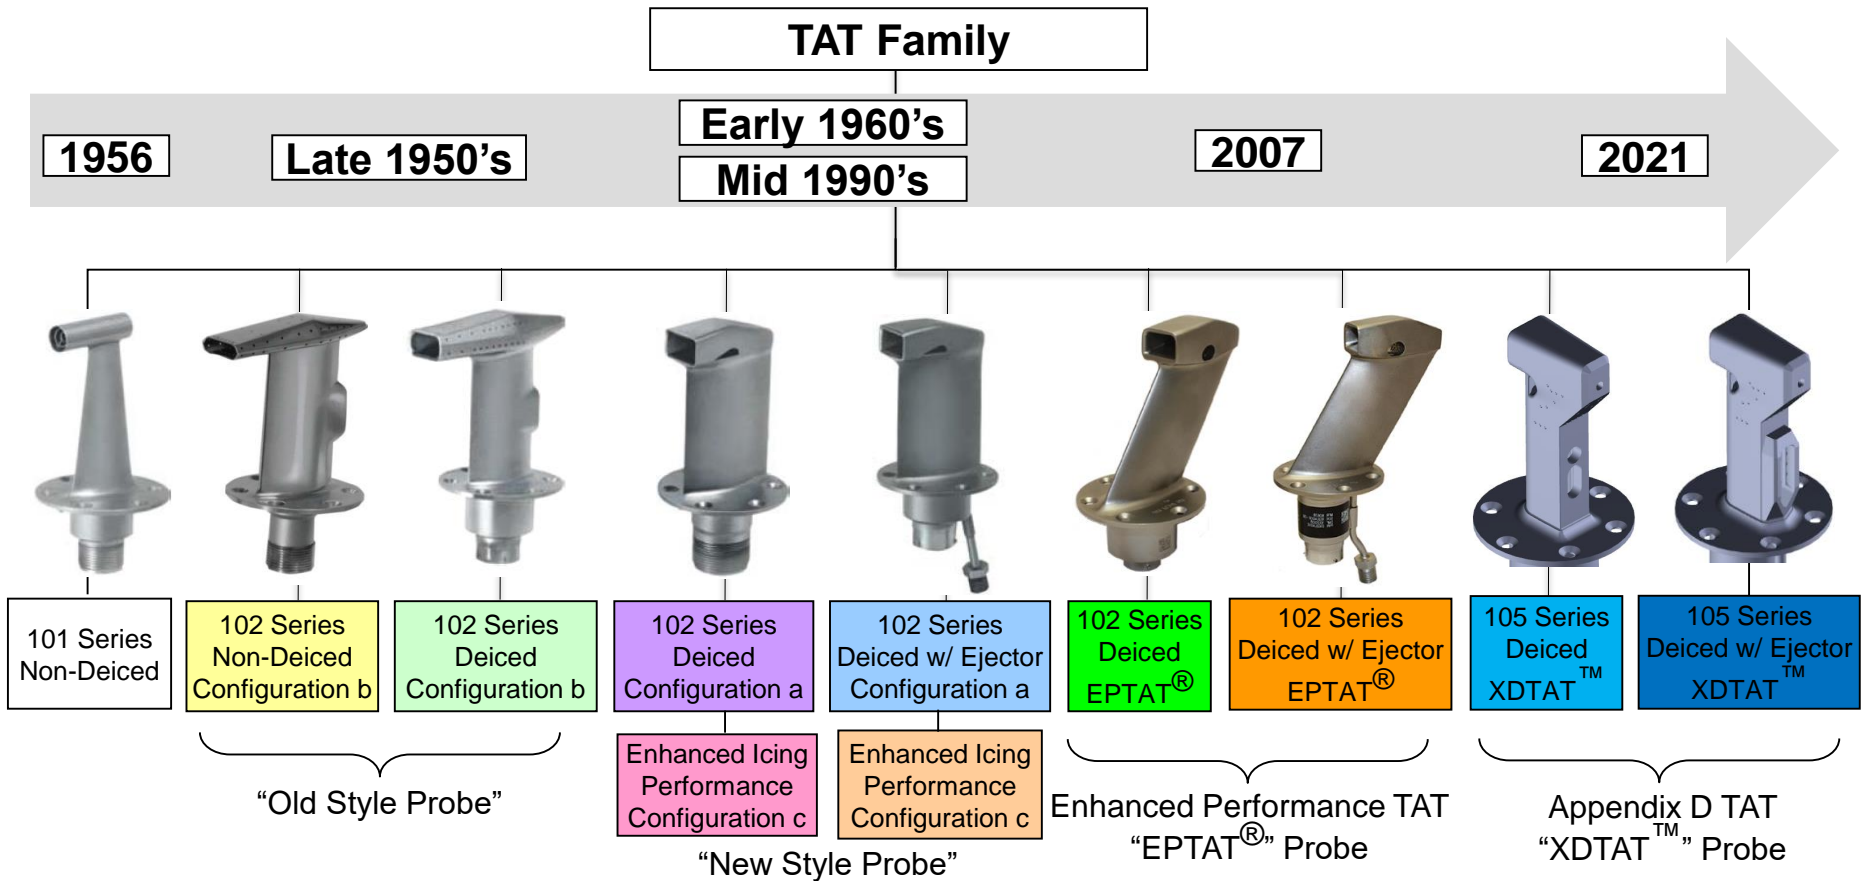 TAT Family
1956
Late 1950's
Early 1960's
Mid 1990's
2007
2021
101 Series
Non-Deiced
102 Series
Non-Deiced
Configuration b
102 Series
Deiced
Configuration b
102 Series
Deiced
Configuration a
102 Series
Deiced w/ Ejector
Configuration a
102 Series
Deiced
EPTAT®
102 Series
Deiced w/ Ejector
EPTAT®
105 Series
Deiced
XDTAT™
105 Series
Deiced w/ Ejector
XDTAT™
Enhanced Icing
Performance
Configuration c
Enhanced Icing
Performance
Configuration c
“Old Style Probe”
“New Style Probe”
Enhanced Performance TAT
“EPTAT®” Probe
Appendix D TAT
“XDTAT™” Probe